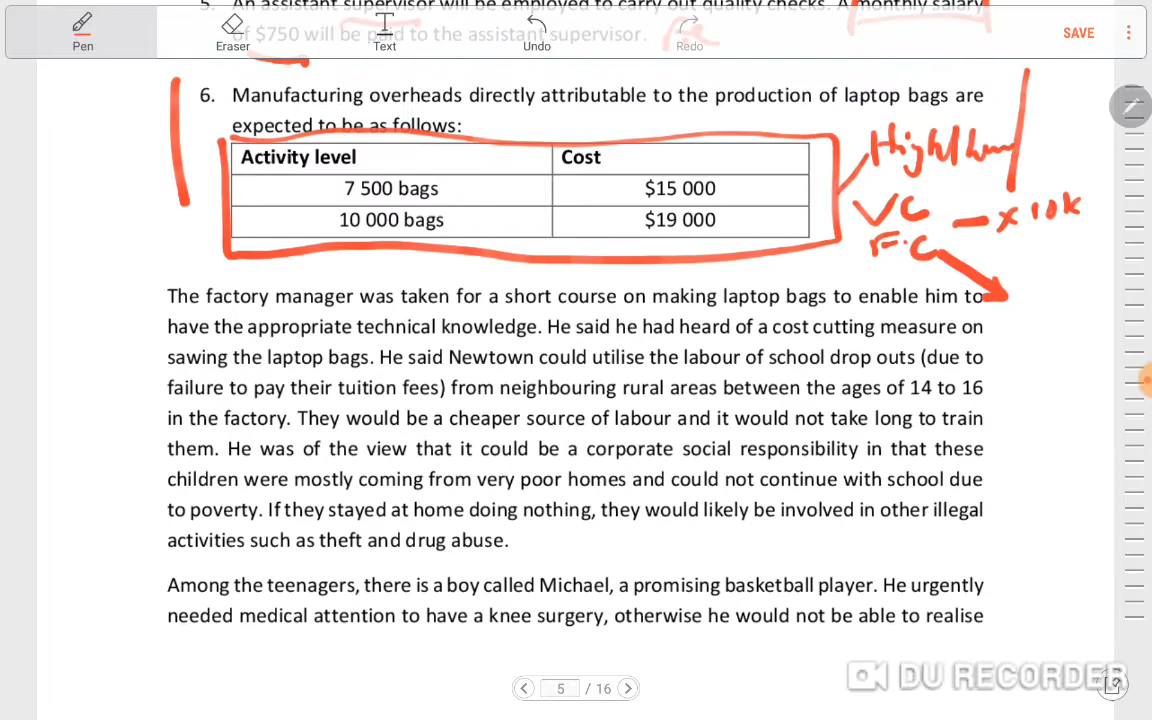 5. An assistant supervisor will be employed to carry out quality checks. A monthly salary
of $750 will be paid to the assistant supervisor.
Pen
Eraser
Text
Undo
Redo
SAVE
6. Manufacturing overheads directly attributable to the production of laptop bags are
expected to be as follows:
Activity level Cost
7 500 bags $15 000
10 000 bags $19 000
High/
VC - x 10k
F.C
The factory manager was taken for a short course on making laptop bags to enable him to
have the appropriate technical knowledge. He said he had heard of a cost cutting measure on
sawing the laptop bags. He said Newtown could utilise the labour of school drop outs (due to
failure to pay their tuition fees) from neighbouring rural areas between the ages of 14 to 16
in the factory. They would be a cheaper source of labour and it would not take long to train
them. He was of the view that it could be a corporate social responsibility in that these
children were mostly coming from very poor homes and could not continue with school due
to poverty. If they stayed at home doing nothing, they would likely be involved in other illegal
activities such as theft and drug abuse.
Among the teenagers, there is a boy called Michael, a promising basketball player. He urgently
needed medical attention to have a knee surgery, otherwise he would not be able to realise
5 / 16
DU RECORDER